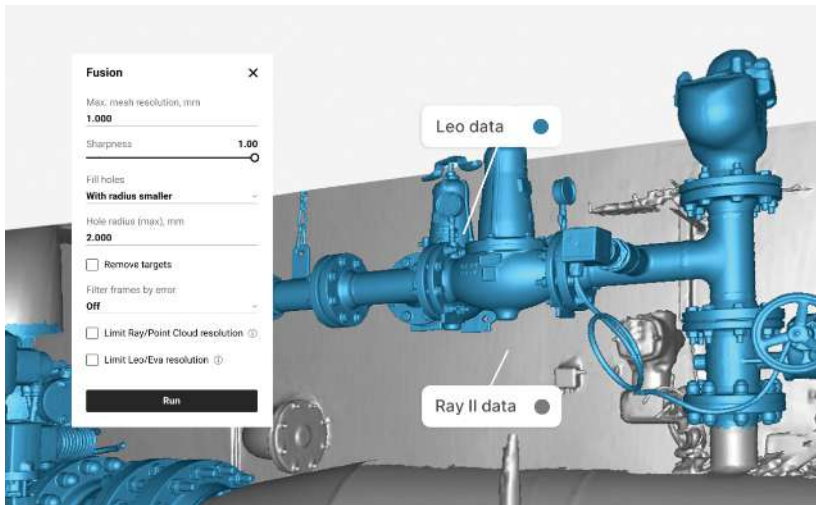 Fusion
Max. mesh resolution, mm
1.000
Sharpness 1.00
Fill holes
With radius smaller
Hole radius (max), mm
2.000
Remove targets
Filter frames by error
Off
Limit Ray/Point Cloud resolution
Limit Leo/Eva resolution
Run
Leo data
Ray II data